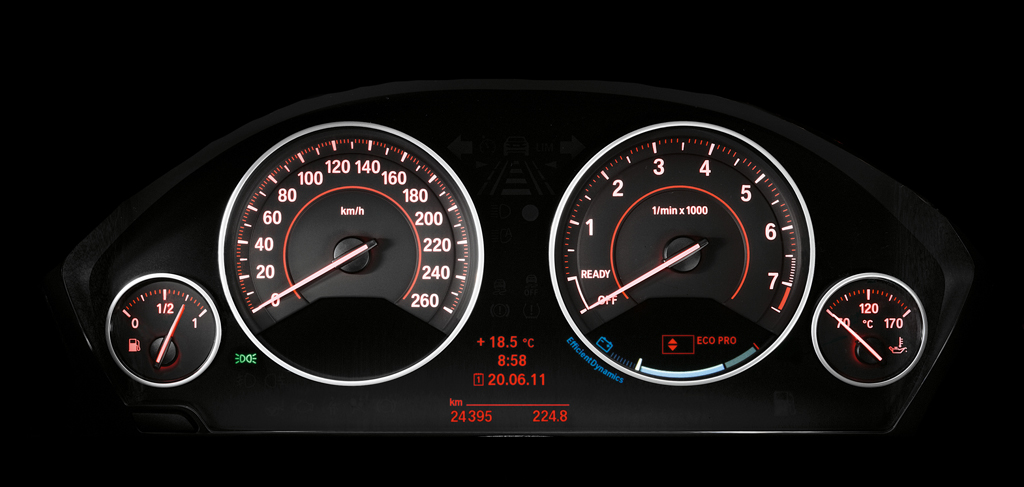 0 1/2 1
0 20 40 60 80 100 120 140 160 180 200 220 240 260
km/h
OFF READY 1 2 3 4 5 6 7
1/min x 1000
70 120 170
°C
ECO PRO
EfficientDynamics
+ 18.5 °C
8:58
1 20.06.11
km
24395 224.8